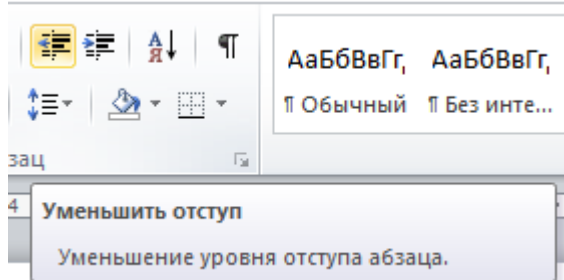 А
Я
¶
АаБбВвГг,
АаБбВвГг,
¶ Обычный
¶ Без инте...
зац
4
Уменьшить отступ
Уменьшение уровня отступа абзаца.